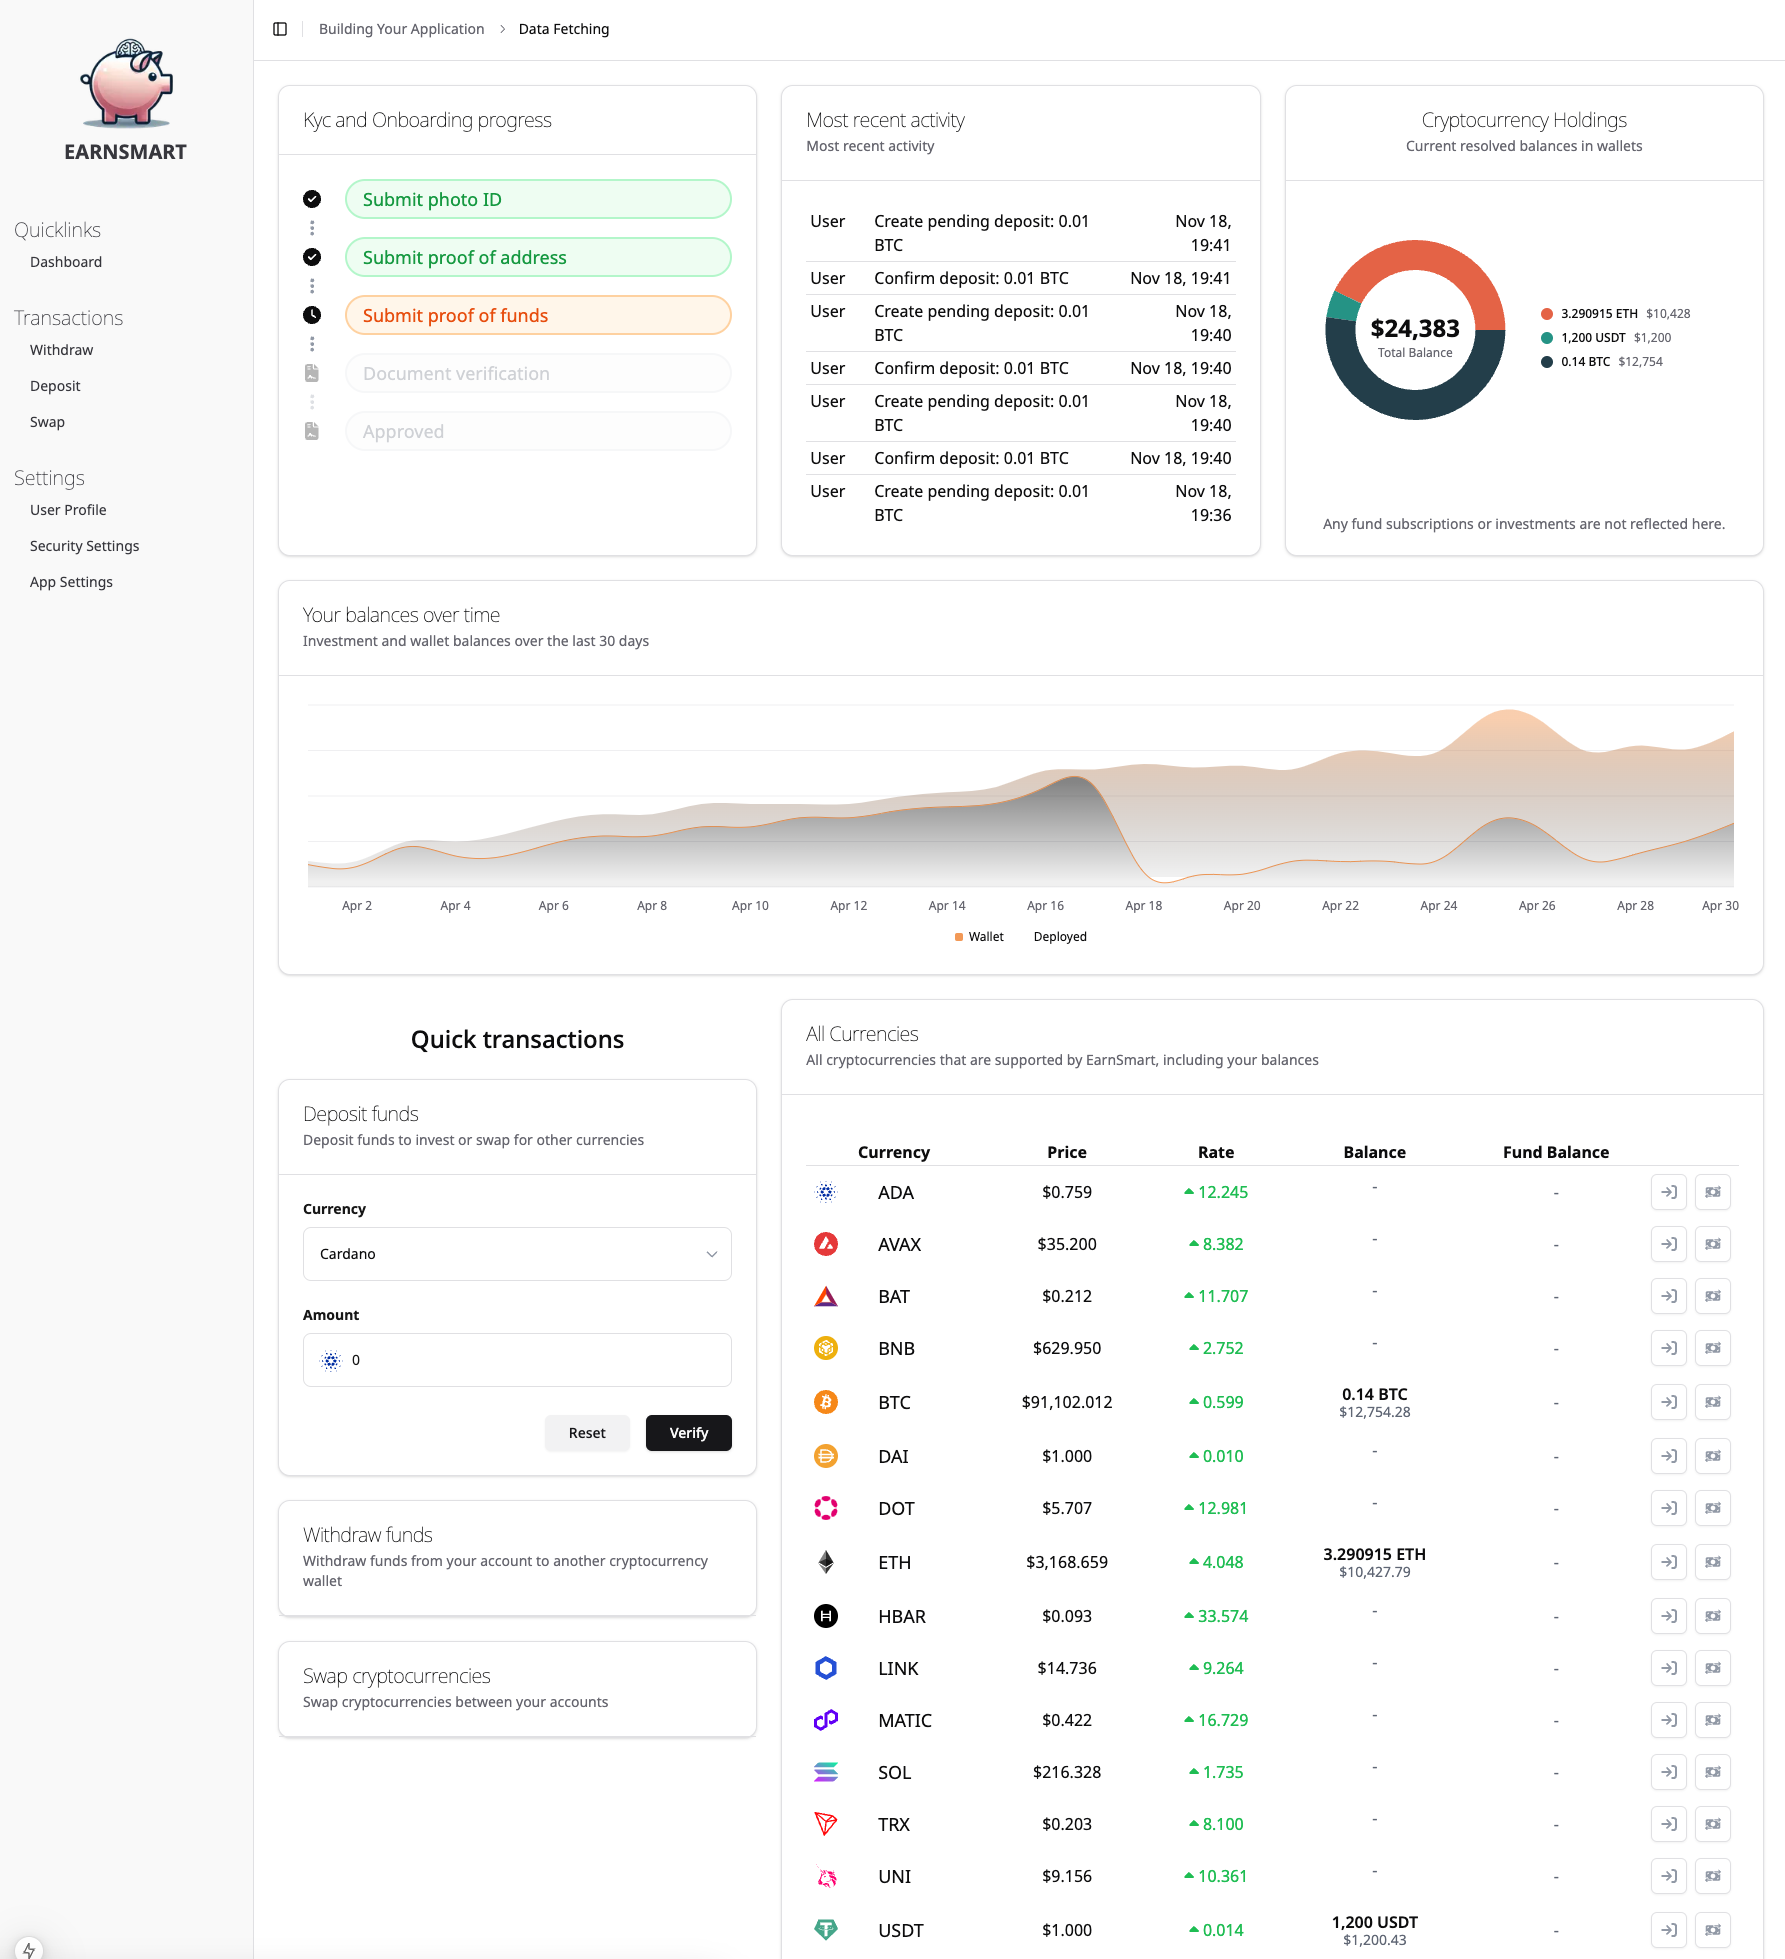 EARNSMART
Quicklinks
Dashboard
Transactions
Withdraw
Deposit
Swap
Settings
User Profile
Security Settings
App Settings
Building Your Application > Data Fetching
Kyc and Onboarding progress
Submit photo ID
Submit proof of address
Submit proof of funds
Document verification
Approved
Most recent activity
Most recent activity
User Create pending deposit: 0.01 Nov 18,
BTC 19:41
User Confirm deposit: 0.01 BTC Nov 18, 19:41
User Create pending deposit: 0.01 Nov 18,
BTC 19:40
User Confirm deposit: 0.01 BTC Nov 18, 19:40
User Create pending deposit: 0.01 Nov 18,
BTC 19:40
User Confirm deposit: 0.01 BTC Nov 18, 19:40
User Create pending deposit: 0.01 Nov 18,
BTC 19:36
Cryptocurrency Holdings
Current resolved balances in wallets
$24,383
Total Balance
3.290915 ETH $10,428
1,200 USDT $1,200
0.14 BTC $12,754
Any fund subscriptions or investments are not reflected here.
Your balances over time
Investment and wallet balances over the last 30 days
Apr 2 Apr 4 Apr 6 Apr 8 Apr 10 Apr 12 Apr 14 Apr 16 Apr 18 Apr 20 Apr 22 Apr 24 Apr 26 Apr 28 Apr 30
Wallet Deployed
Quick transactions
Deposit funds
Deposit funds to invest or swap for other currencies
Currency
Cardano
Amount
0
Reset Verify
Withdraw funds
Withdraw funds from your account to another cryptocurrency
wallet
Swap cryptocurrencies
Swap cryptocurrencies between your accounts
All Currencies
All cryptocurrencies that are supported by EarnSmart, including your balances
Currency Price Rate Balance Fund Balance
ADA $0.759 12.245 - -
AVAX $35.200 8.382 - -
BAT $0.212 11.707 - -
BNB $629.950 2.752 - -
BTC $91,102.012 0.599 0.14 BTC -
$12,754.28
DAI $1.000 0.010 - -
DOT $5.707 12.981 - -
ETH $3,168.659 4.048 3.290915 ETH -
$10,427.79
HBAR $0.093 33.574 - -
LINK $14.736 9.264 - -
MATIC $0.422 16.729 - -
SOL $216.328 1.735 - -
TRX $0.203 8.100 - -
UNI $9.156 10.361 - -
USDT $1.000 0.014 1,200 USDT -
$1,200.43